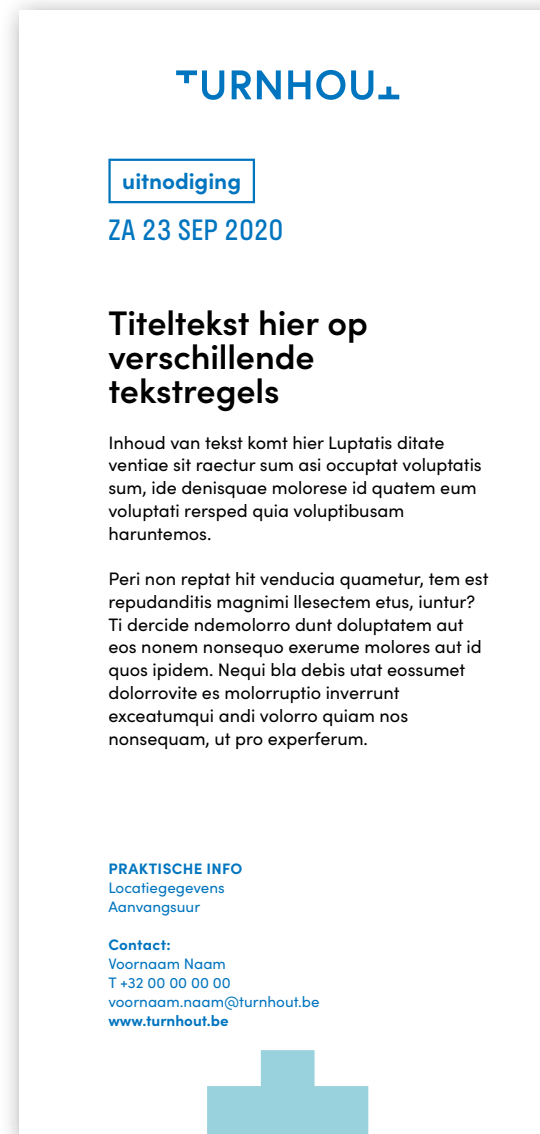 TURNHOUT
uitnodiging
ZA 23 SEP 2020
Titeltekst hier op
verschillende
tekstregels
Inhoud van tekst komt hier Luptatis ditate
ventiae sit raectur sum asi occuptat voluptatis
sum, ide denisquae molorese id quatem eum
voluptati rersped quia voluptibusam
haruntemos.
Peri non reptat hit venducia quametur, tem est
repudanditis magnimi llesectem etus, iuntur?
Ti dercide ndemolorro dunt doluptatem aut
eos nonem nonsequo exerume molores aut id
quos ipidem. Nequi bla debis utat eossumet
dolorrovite es molorruptio inverrunt
exceatumqui andi volorro quiam nos
nonsequam, ut pro experferum.
PRAKTISCHE INFO
Locatiegegevens
Aanvangsuur
Contact:
Voornaam Naam
T +32 00 00 00 00
voornaam.naam@turnhout.be
www.turnhout.be